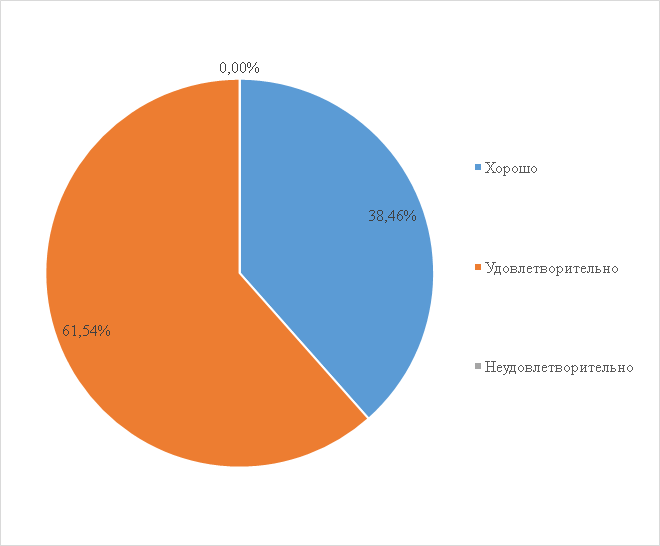 0,00%
Хорошо
38,46%
Удовлетворительно
61,54%
Неудовлетворительно